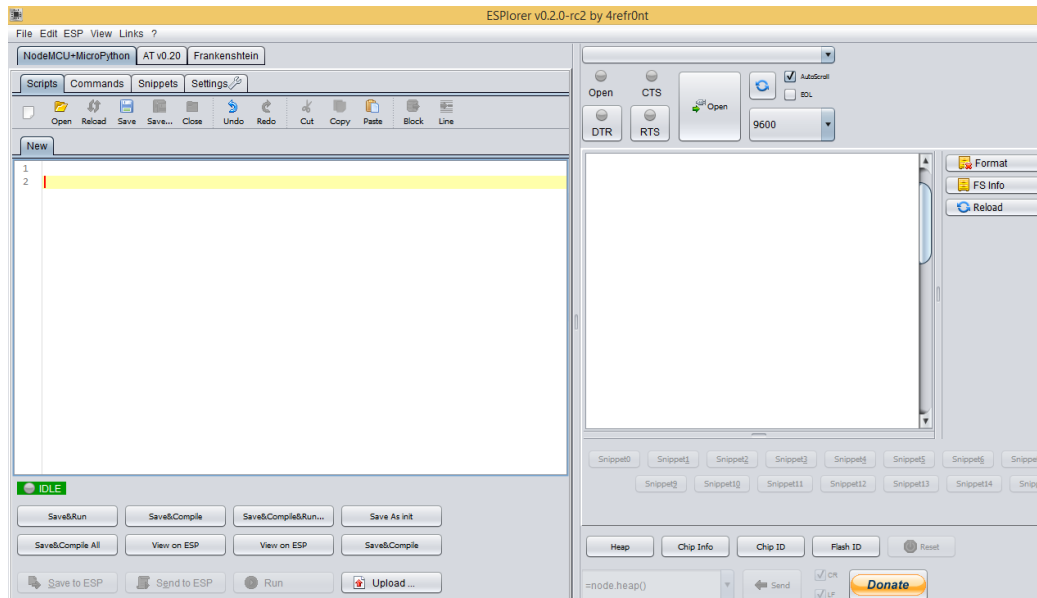 ESPlorer v0.2.0-rc2 by 4refr0nt
File Edit ESP View Links ?
NodeMCU+MicroPython AT v0.20 Frankenshtein
Scripts Commands Snippets Settings
Open Reload Save Save... Close Undo Redo Cut Copy Paste Block Line
New
1
2
IDLE
Save&Run Save&Compile Save&Compile&Run... Save As init
Save&Compile All View on ESP View on ESP Save&Compile
Save to ESP Send to ESP Run Upload ...
Open CTS
DTR RTS
Open
AutoScroll
EOL
9600
Format
FS Info
Reload
Snippet0 Snippet1 Snippet2 Snippet3 Snippet4 Snippet5 Snippet6 Snippe
Snippet9 Snippet10 Snippet11 Snippet12 Snippet13 Snippet14 Snip
Heap Chip Info Chip ID Flash ID Reset
=node.heap() Send CR Donate
LF